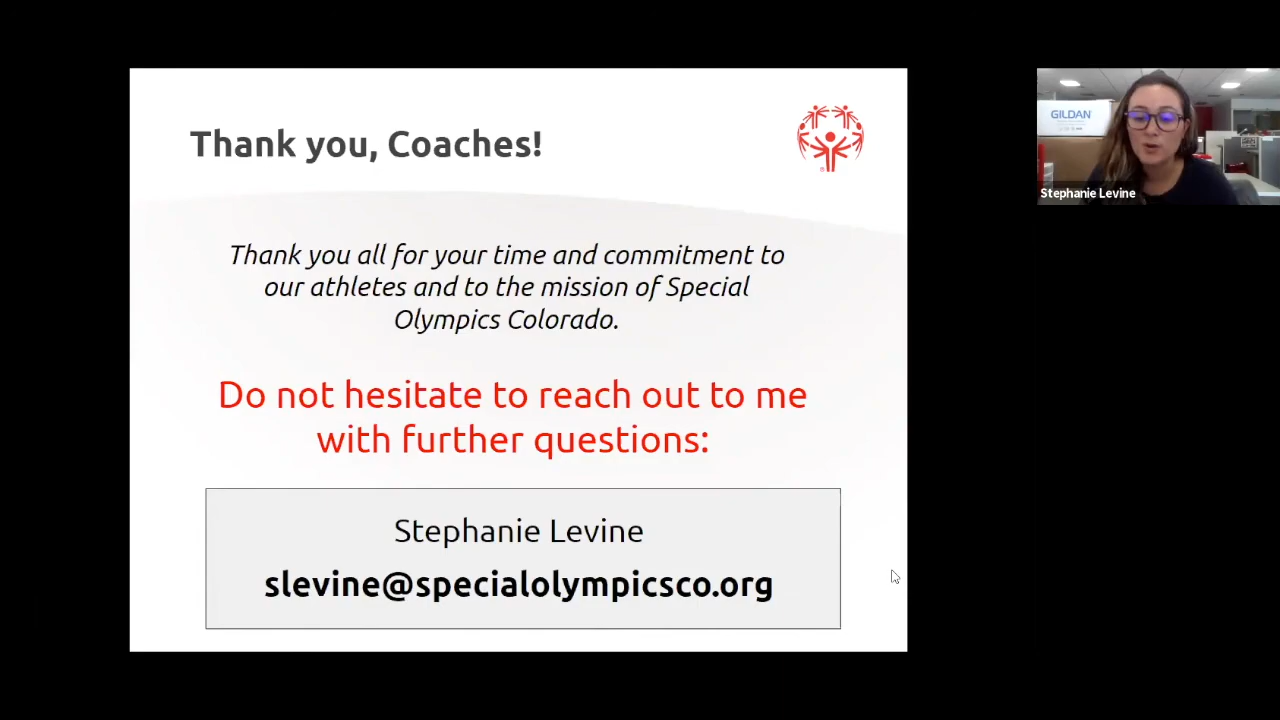 Thank you, Coaches!
Thank you all for your time and commitment to
our athletes and to the mission of Special
Olympics Colorado.
Do not hesitate to reach out to me
with further questions:
Stephanie Levine
slevine@specialolympicsco.org
GILDAN
Stephanie Levine